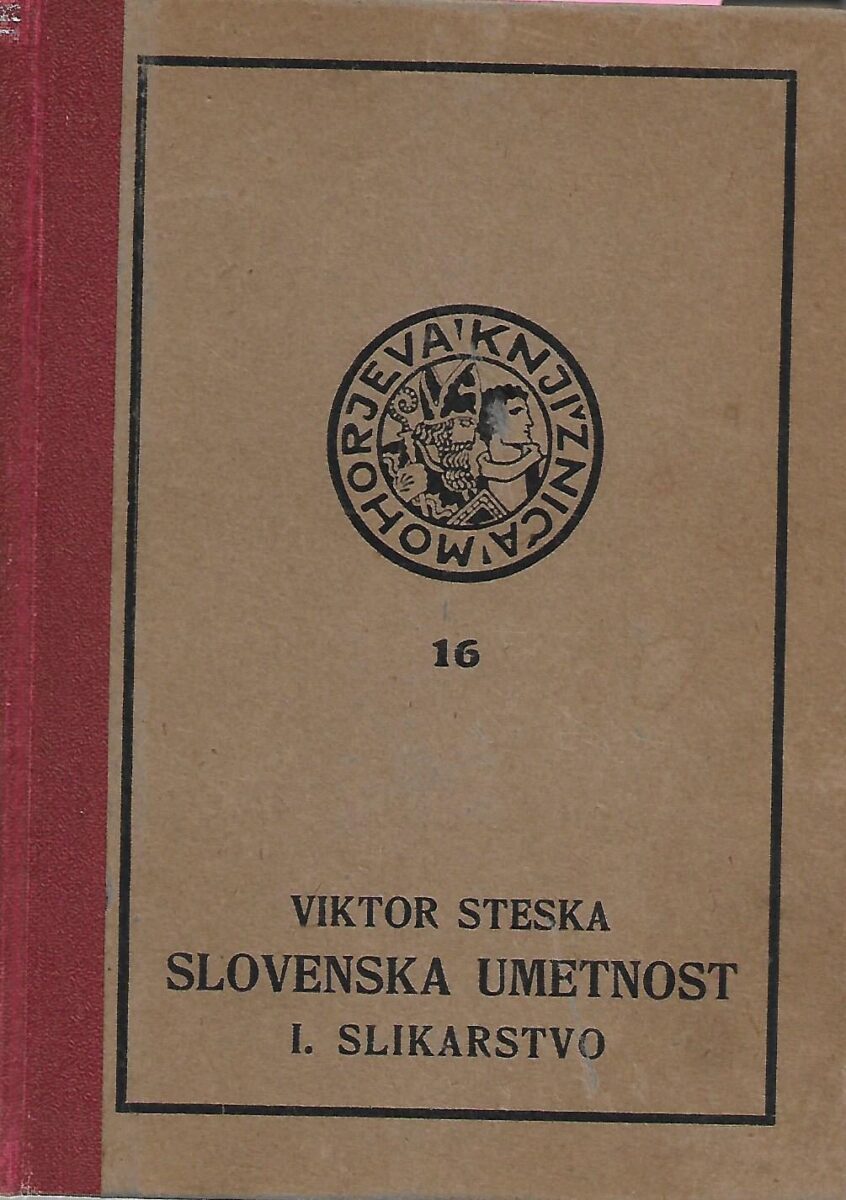 MOHORJEVA KNJIŽNICA
16
VIKTOR STESKA
SLOVENSKA UMETNOST
I. SLIKARSTVO